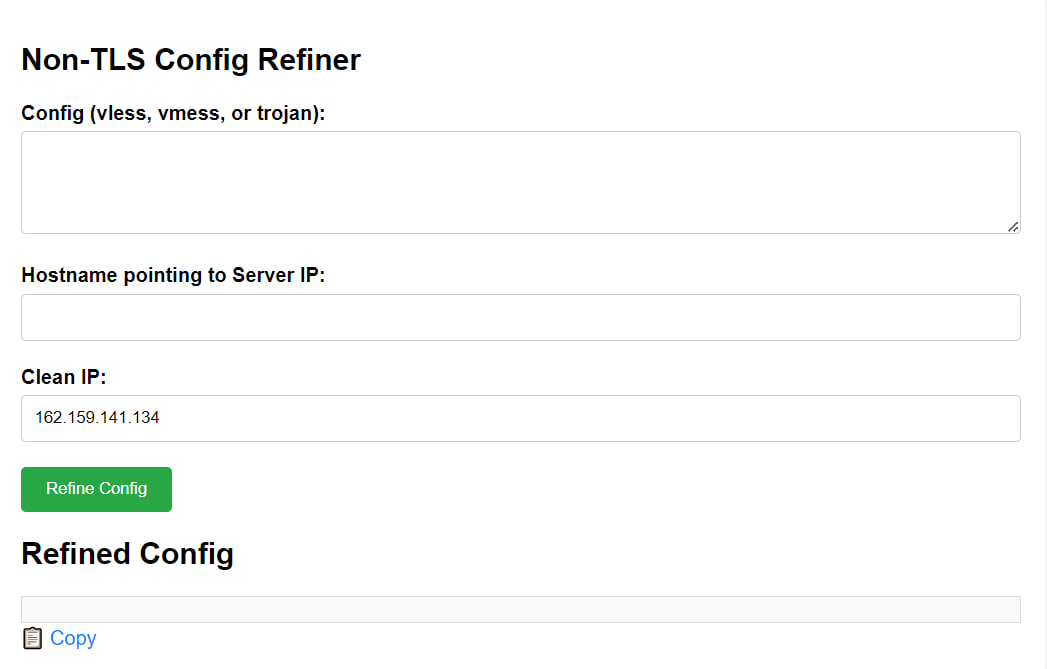 Non-TLS Config Refiner
Config (vless, vmess, or trojan):
Hostname pointing to Server IP:
Clean IP:
162.159.141.134
Refine Config
Refined Config
Copy